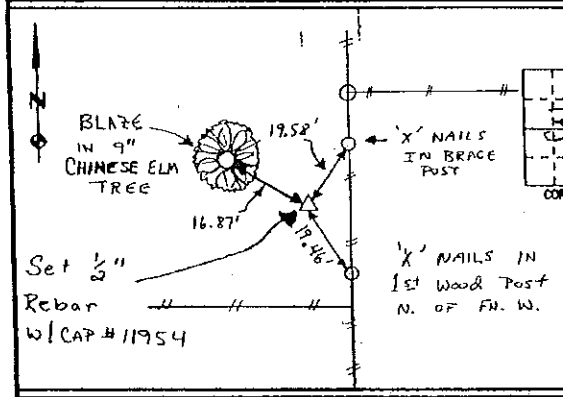 N
BLAZE
IN 9"
CHINESE ELM
TREE
19.58'
'X' NAILS
IN BRACE
POST
16.87'
19.46'
Set 1/2"
Rebar
W/ CAP # 11954
'X' NAILS IN
1st Wood Post
N. OF FN. W.
COR